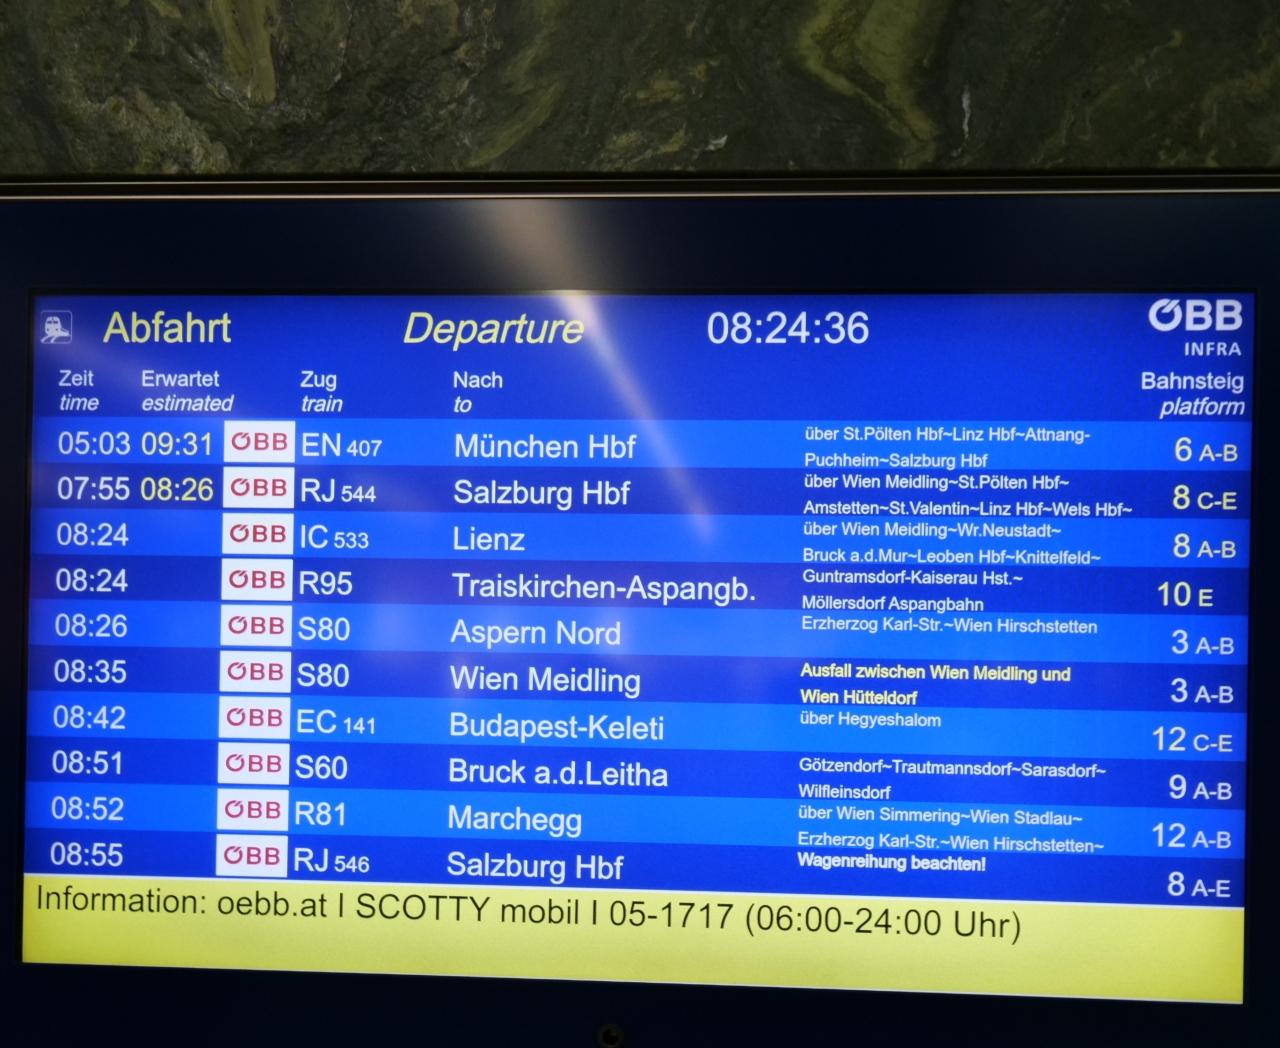 Abfahrt Departure 08:24:36 ÖBB
INFRA
Zeit Erwartet Zug Nach Bahnsteig
time estimated train to platform
05:03 09:31 ÖBB EN 407 München Hbf über St.Pölten Hbf~Linz Hbf~Attnang- 6 A-B
Puchheim~Salzburg Hbf
07:55 08:26 ÖBB RJ 544 Salzburg Hbf über Wien Meidling~St.Pölten Hbf~ 8 C-E
Amstetten~St.Valentin~Linz Hbf~Wels Hbf~
08:24 ÖBB IC 533 Lienz über Wien Meidling~Wr.Neustadt~ 8 A-B
Bruck a.d.Mur~Leoben Hbf~Knittelfeld~
08:24 ÖBB R95 Traiskirchen-Aspangb. Guntramsdorf-Kaiserau Hst.~ 10 E
Möllersdorf Aspangbahn
08:26 ÖBB S80 Aspern Nord Erzherzog Karl-Str.~Wien Hirschstetten 3 A-B
08:35 ÖBB S80 Wien Meidling Ausfall zwischen Wien Meidling und 3 A-B
Wien Hütteldorf
08:42 ÖBB EC 141 Budapest-Keleti über Hegyeshalom 12 C-E
08:51 ÖBB S60 Bruck a.d.Leitha Götzendorf~Trautmannsdorf~Sarasdorf~ 9 A-B
Wilfleinsdorf
08:52 ÖBB R81 Marchegg über Wien Simmering~Wien Stadlau~ 12 A-B
Erzherzog Karl-Str.~Wien Hirschstetten~
08:55 ÖBB RJ 546 Salzburg Hbf Wagenreihung beachten! 8 A-E
Information: oebb.at I SCOTTY mobil I 05-1717 (06:00-24:00 Uhr)